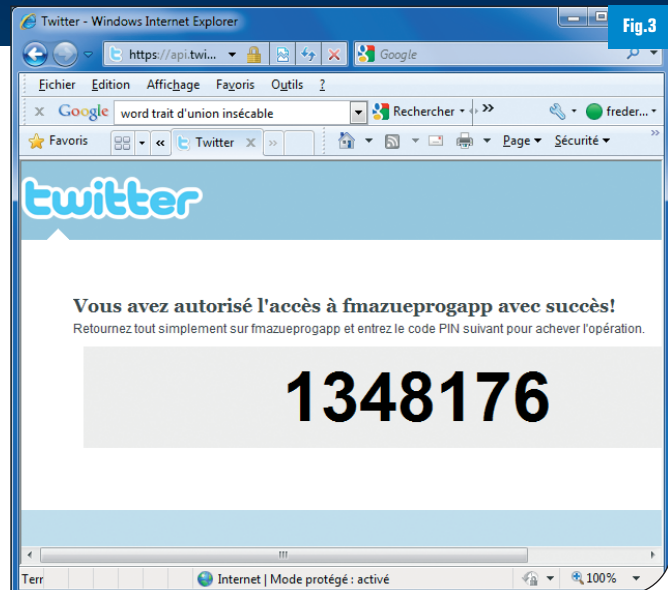 Twitter - Windows Internet Explorer
Fig.3
https://api.twi...
Google
Fichier Edition Affichage Favoris Outils ?
x Google word trait d'union insécable Rechercher freder...
Favoris Twitter x Page Sécurité
twitter
Vous avez autorisé l'accès à fmazueprogapp avec succès!
Retournez tout simplement sur fmazueprogapp et entrez le code PIN suivant pour achever l'opération.
1348176
Terr Internet | Mode protégé : activé 100%